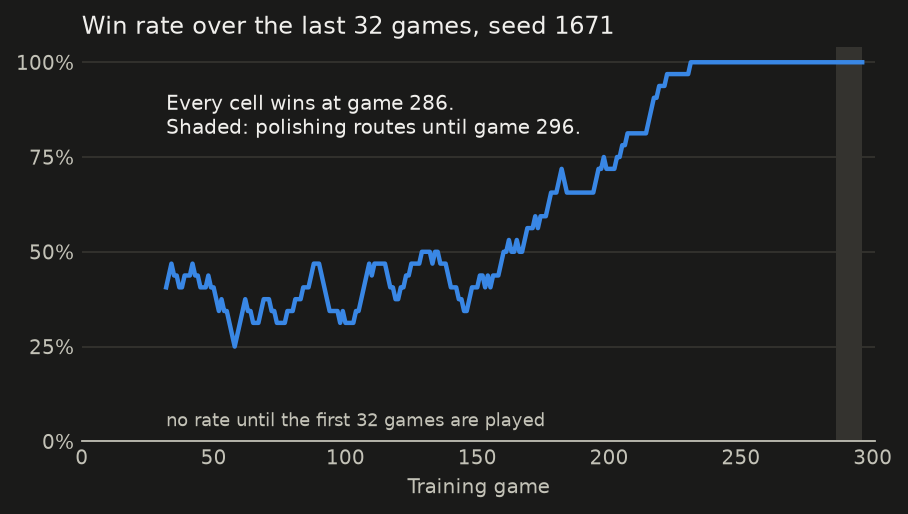 Win rate over the last 32 games, seed 1671
100%
Every cell wins at game 286.
Shaded: polishing routes until game 296.
75%
50%
25%
no rate until the first 32 games are played
0%
0 50 100 150 200 250 300
Training game